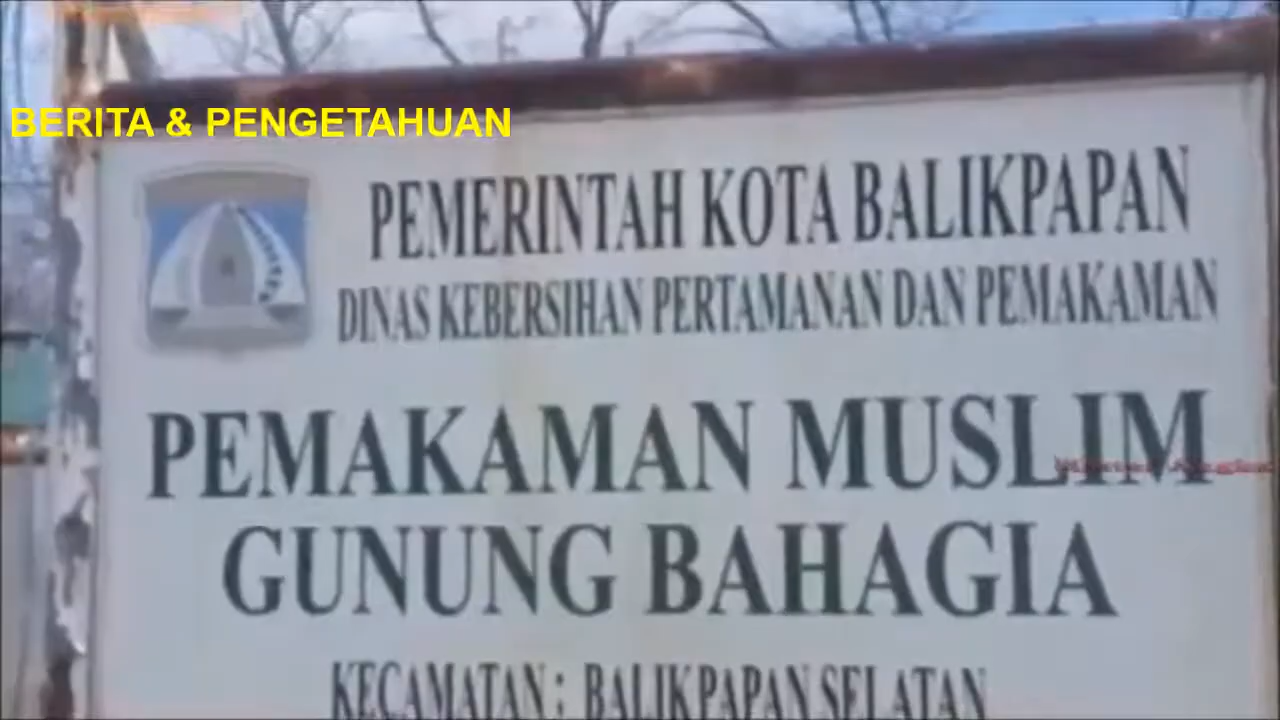 BERITA & PENGETAHUAN
PEMERINTAH KOTA BALIKPAPAN
DINAS KEBERSIHAN PERTAMANAN DAN PEMAKAMAN
PEMAKAMAN MUSLIM
GUNUNG BAHAGIA
KECAMATAN : BALIKPAPAN SELATAN